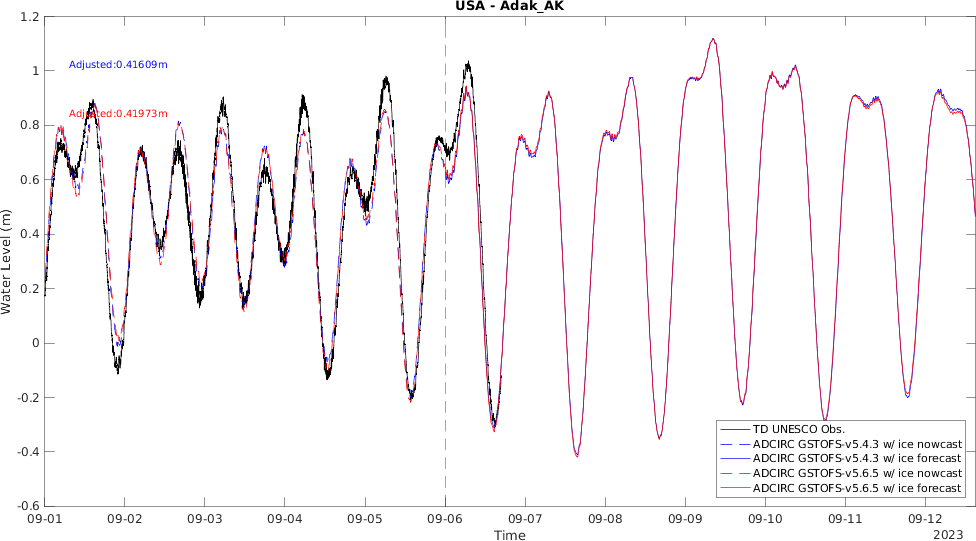 USA - Adak_AK
1.2
1
0.8
0.6
0.4
0.2
0
-0.2
-0.4
-0.6
Water Level (m)
Adjusted:0.41609m
Adjusted:0.41973m
TD UNESCO Obs.
ADCIRC GSTOFS-v5.4.3 w/ ice nowcast
ADCIRC GSTOFS-v5.4.3 w/ ice forecast
ADCIRC GSTOFS-v5.6.5 w/ ice nowcast
ADCIRC GSTOFS-v5.6.5 w/ ice forecast
09-01 09-02 09-03 09-04 09-05 09-06 09-07 09-08 09-09 09-10 09-11 09-12
Time
2023